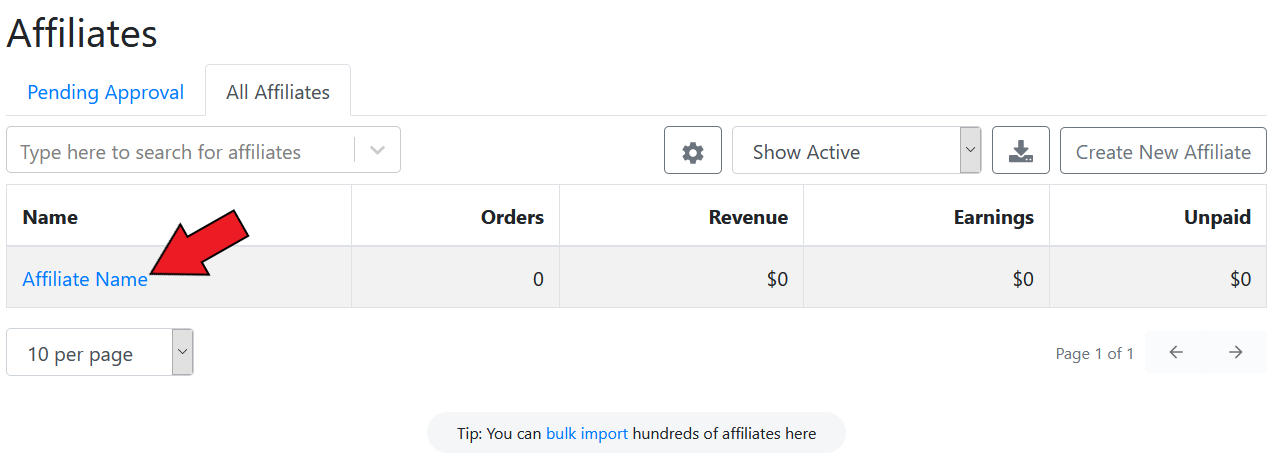 Affiliates
Pending Approval All Affiliates
Type here to search for affiliates Show Active Create New Affiliate
Name Orders Revenue Earnings Unpaid
Affiliate Name 0 $0 $0 $0
10 per page Page 1 of 1
Tip: You can bulk import hundreds of affiliates here